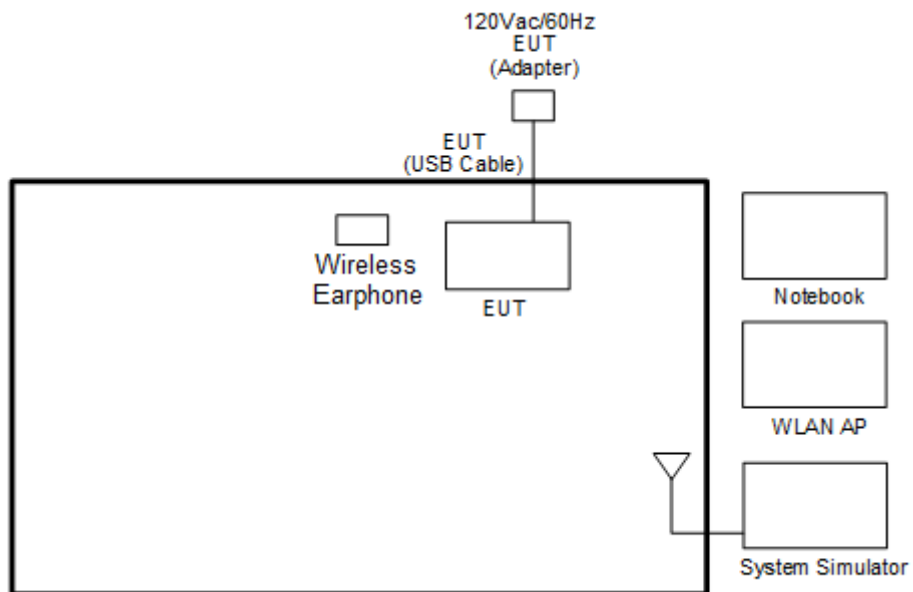 120Vac/60Hz
EUT
(Adapter)
EUT
(USB Cable)
Wireless
Earphone
EUT
Notebook
WLAN AP
System Simulator